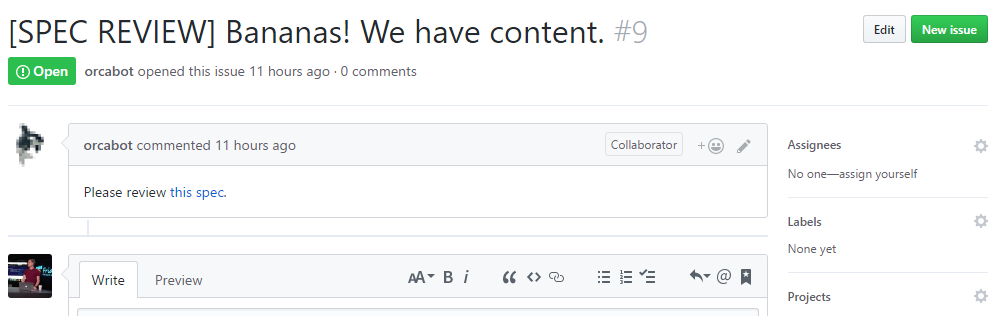 [SPEC REVIEW] Bananas! We have content. #9
Edit
New issue
Open
orcabot opened this issue 11 hours ago · 0 comments
orcabot commented 11 hours ago
Collaborator
Please review this spec.
Assignees
No one—assign yourself
Labels
None yet
Projects
Write
Preview
AA
B
i
@